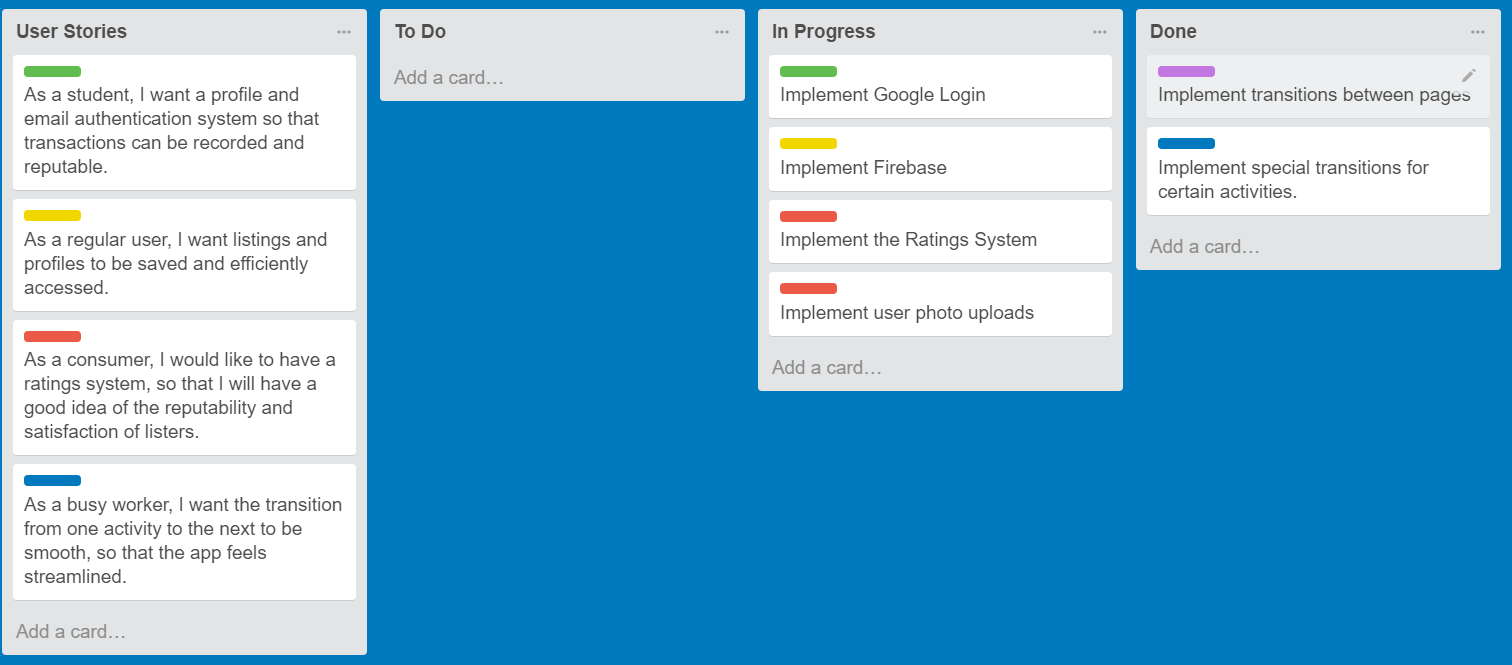 User Stories
As a student, I want a profile and
email authentication system so that
transactions can be recorded and
reputable.
As a regular user, I want listings and
profiles to be saved and efficiently
accessed.
As a consumer, I would like to have a
ratings system, so that I will have a
good idea of the reputability and
satisfaction of listers.
As a busy worker, I want the transition
from one activity to the next to be
smooth, so that the app feels
streamlined.
Add a card…
To Do
Add a card…
In Progress
Implement Google Login
Implement Firebase
Implement the Ratings System
Implement user photo uploads
Add a card…
Done
Implement transitions between pages
Implement special transitions for
certain activities.
Add a card…